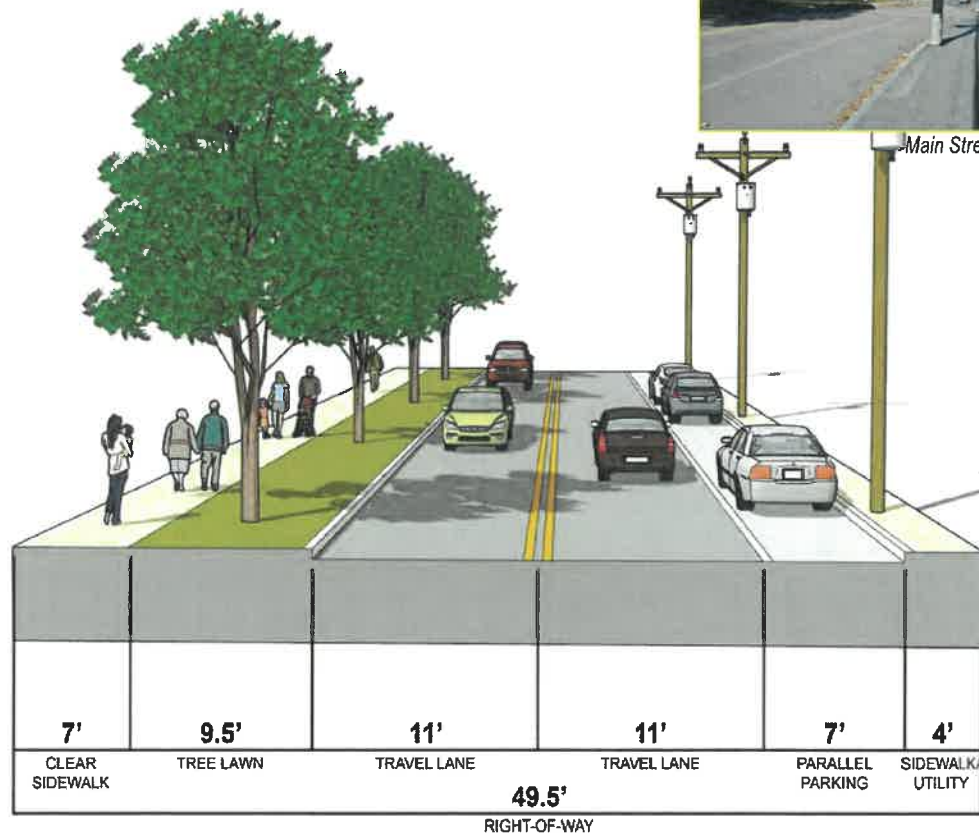 Main Stre
7' 9.5' 11' 11' 7' 4'
CLEAR SIDEWALK
TREE LAWN
TRAVEL LANE
TRAVEL LANE
PARALLEL PARKING
SIDEWALK/ UTILITY
49.5'
RIGHT-OF-WAY